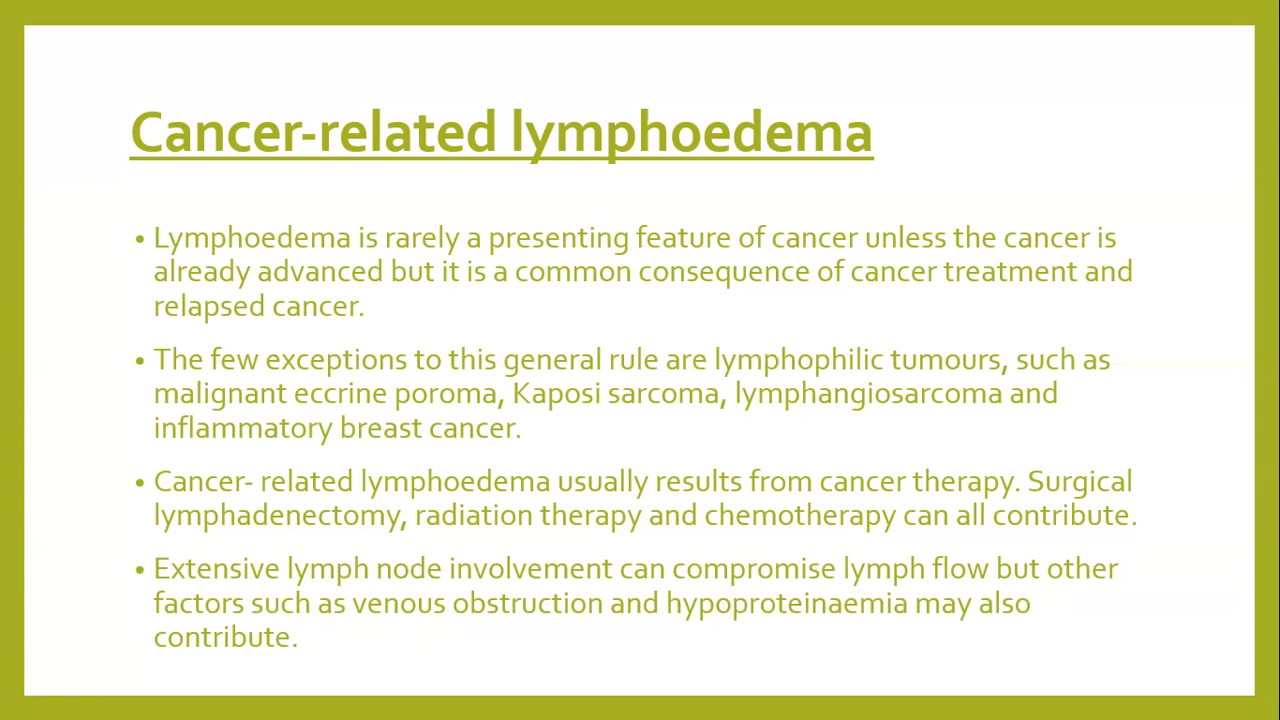 Cancer-related lymphoedema
• Lymphoedema is rarely a presenting feature of cancer unless the cancer is
already advanced but it is a common consequence of cancer treatment and
relapsed cancer.
• The few exceptions to this general rule are lymphophilic tumours, such as
malignant eccrine poroma, Kaposi sarcoma, lymphangiosarcoma and
inflammatory breast cancer.
• Cancer- related lymphoedema usually results from cancer therapy. Surgical
lymphadenectomy, radiation therapy and chemotherapy can all contribute.
• Extensive lymph node involvement can compromise lymph flow but other
factors such as venous obstruction and hypoproteinaemia may also
contribute.